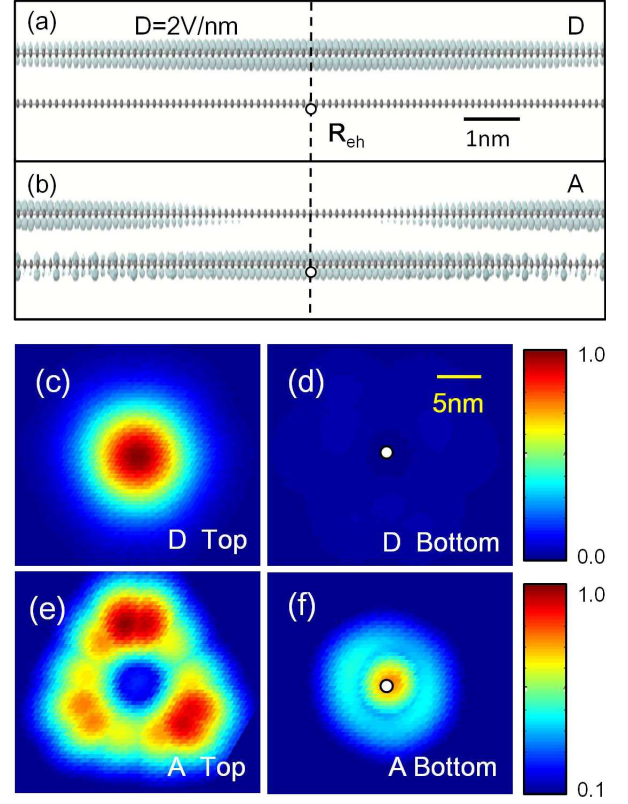 (a) D=2V/nm D
R_eh 1nm
(b) A
(c) (d) 5nm 1.0
D Top D Bottom 0.0
(e) (f) 1.0
A Top A Bottom 0.1